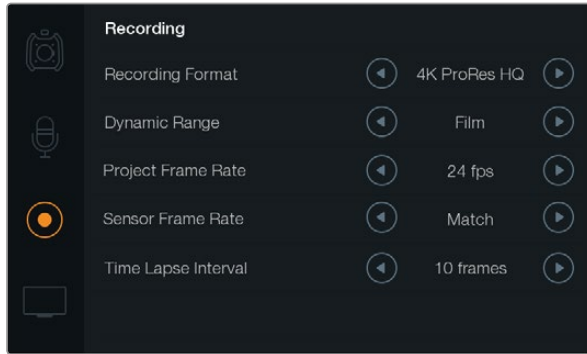 Recording
Recording Format 4K ProRes HQ
Dynamic Range Film
Project Frame Rate 24 fps
Sensor Frame Rate Match
Time Lapse Interval 10 frames